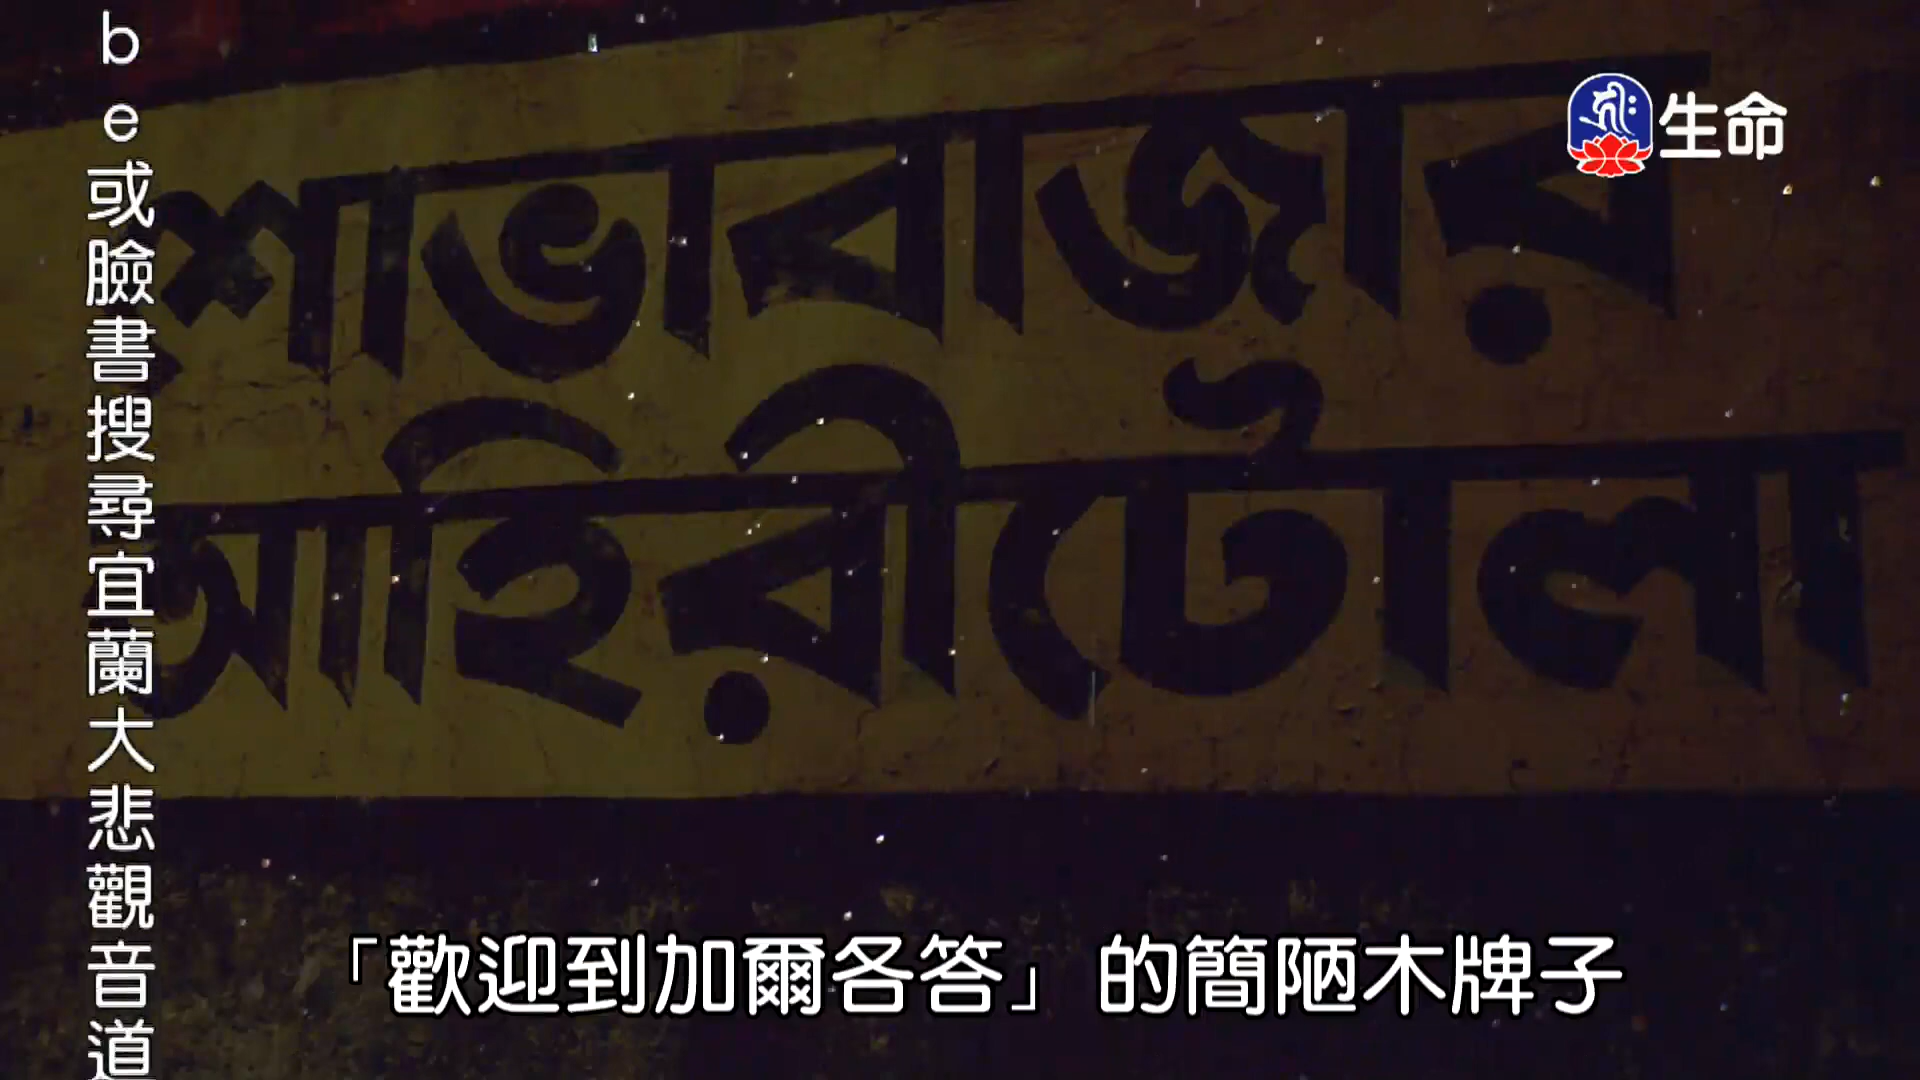 be或臉書搜尋宜蘭大悲觀音道
生命
শোভাবাজার
আহিরীটোলা
「歡迎到加爾各答」的簡陋木牌子